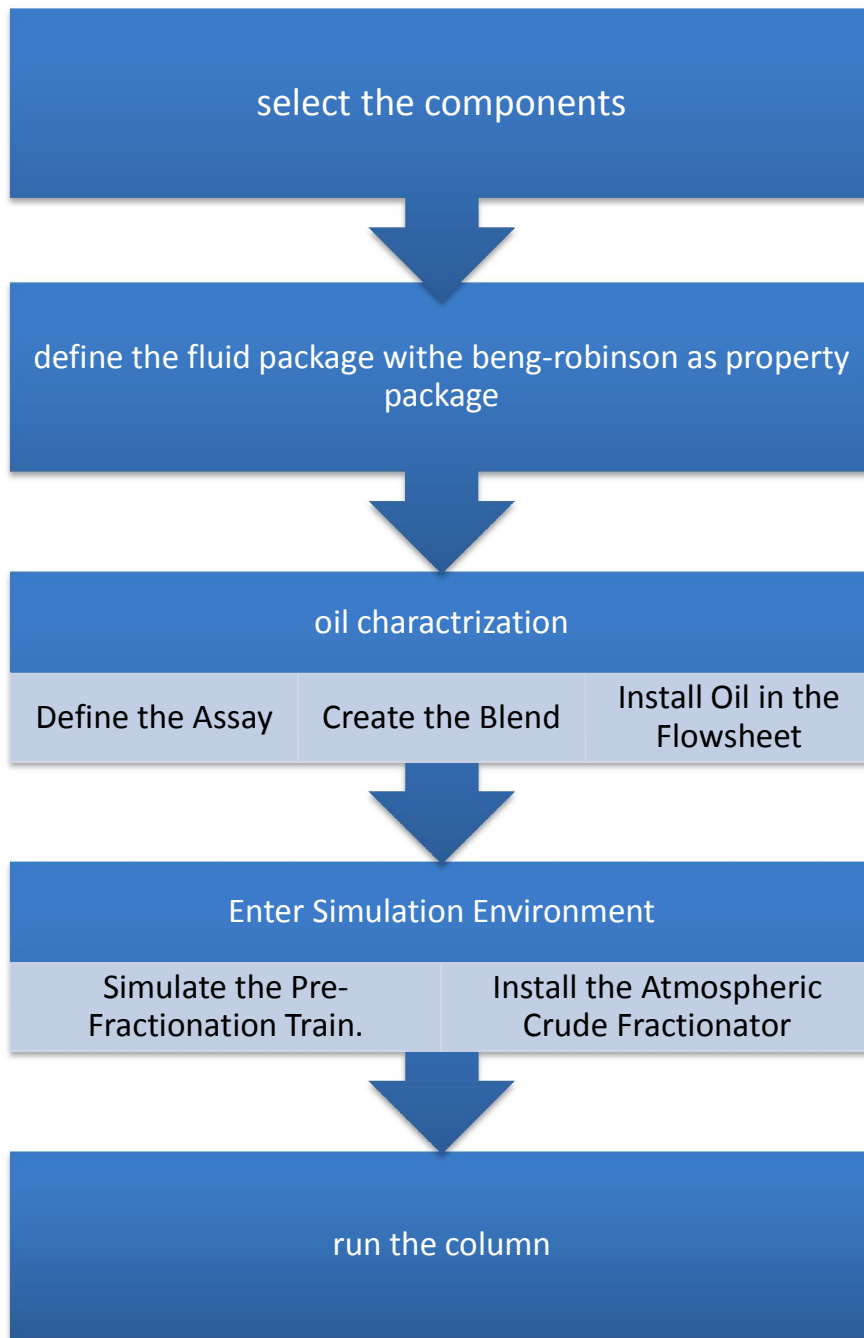 select the components
define the fluid package withe beng-robinson as property
package
oil charactrization
Define the Assay
Create the Blend
Install Oil in the
Flowsheet
Enter Simulation Environment
Simulate the Pre-
Fractionation Train.
Install the Atmospheric
Crude Fractionator
run the column